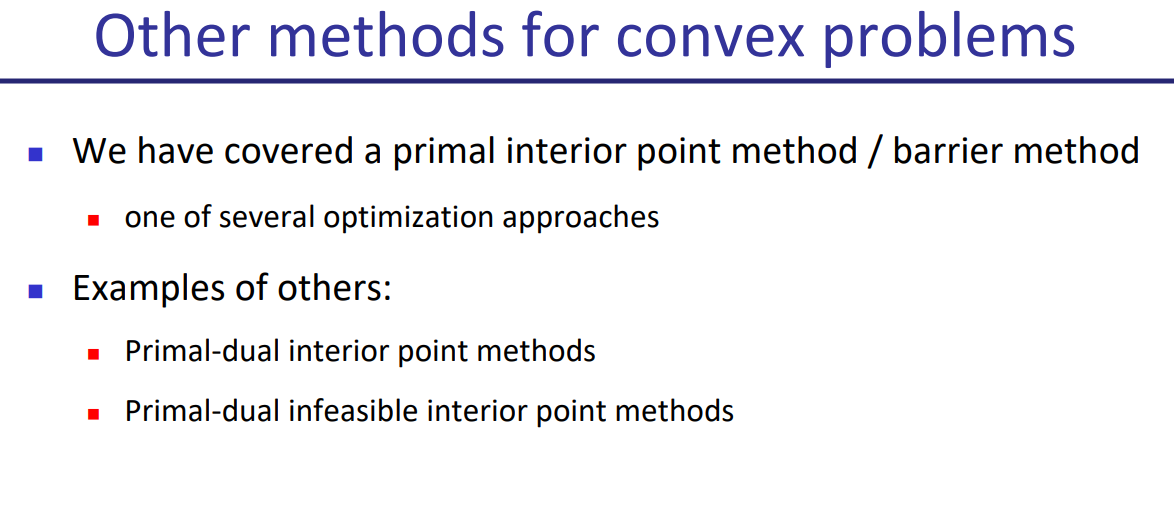 Other methods for convex problems
We have covered a primal interior point method / barrier method
one of several optimization approaches
Examples of others:
Primal-dual interior point methods
Primal-dual infeasible interior point methods